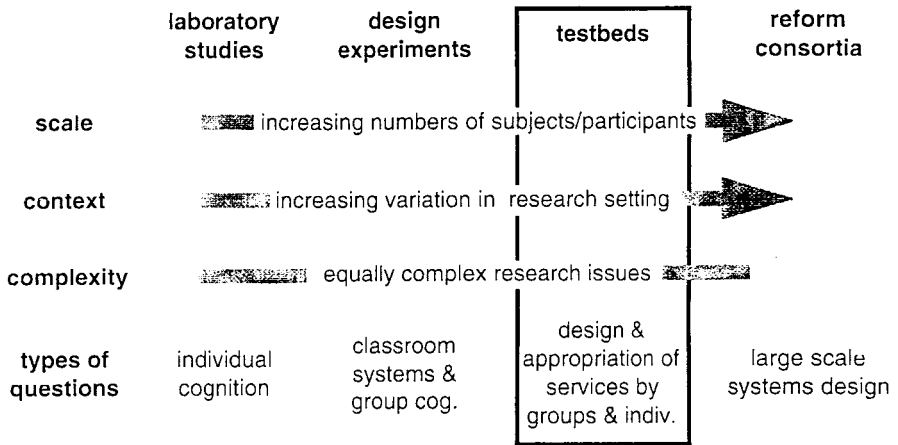 laboratory studies
design experiments
testbeds
reform consortia
scale
increasing numbers of subjects/participants
context
increasing variation in research setting
complexity
equally complex research issues
types of questions
individual cognition
classroom systems & group cog.
design & appropriation of services by groups & indiv.
large scale systems design